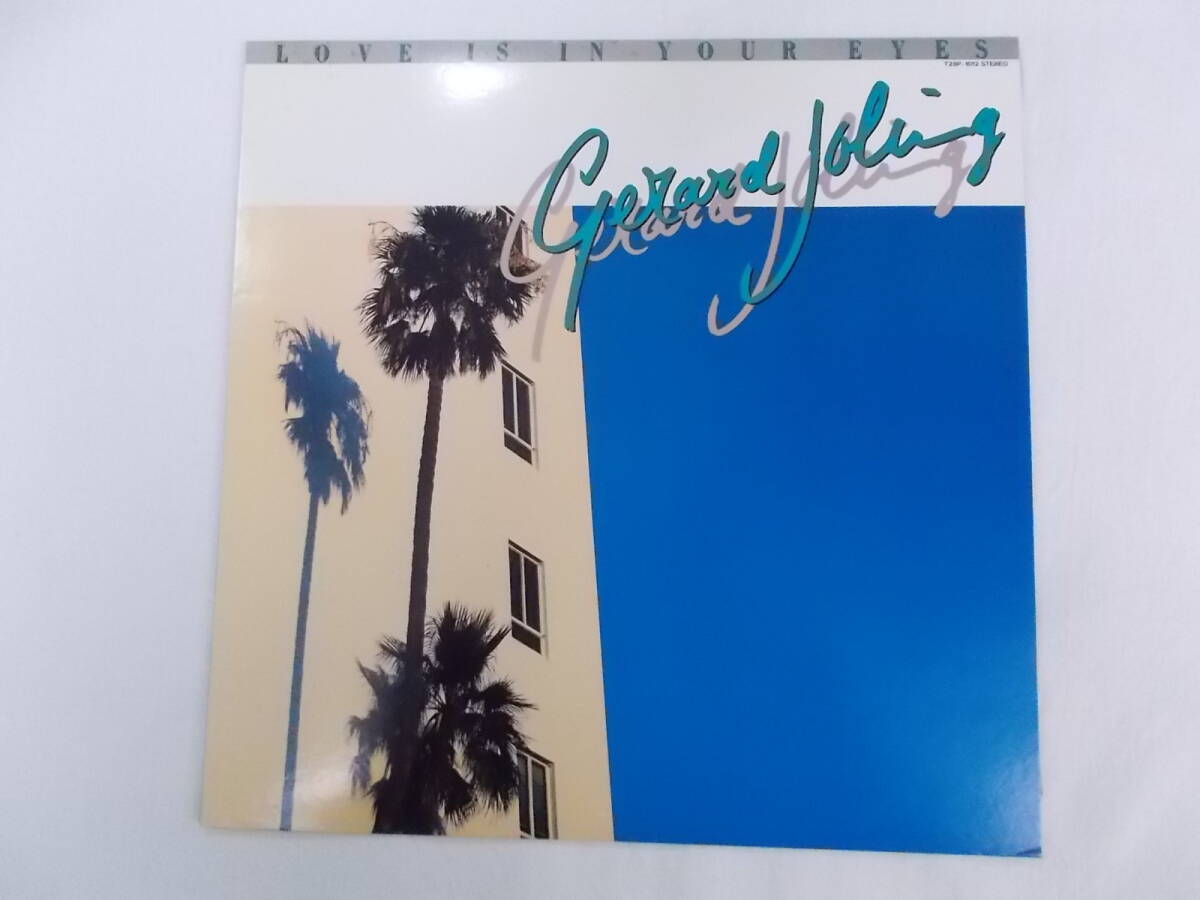 LOVE IS IN YOUR EYES
T28P-1012 STEREO
Gerard Joling